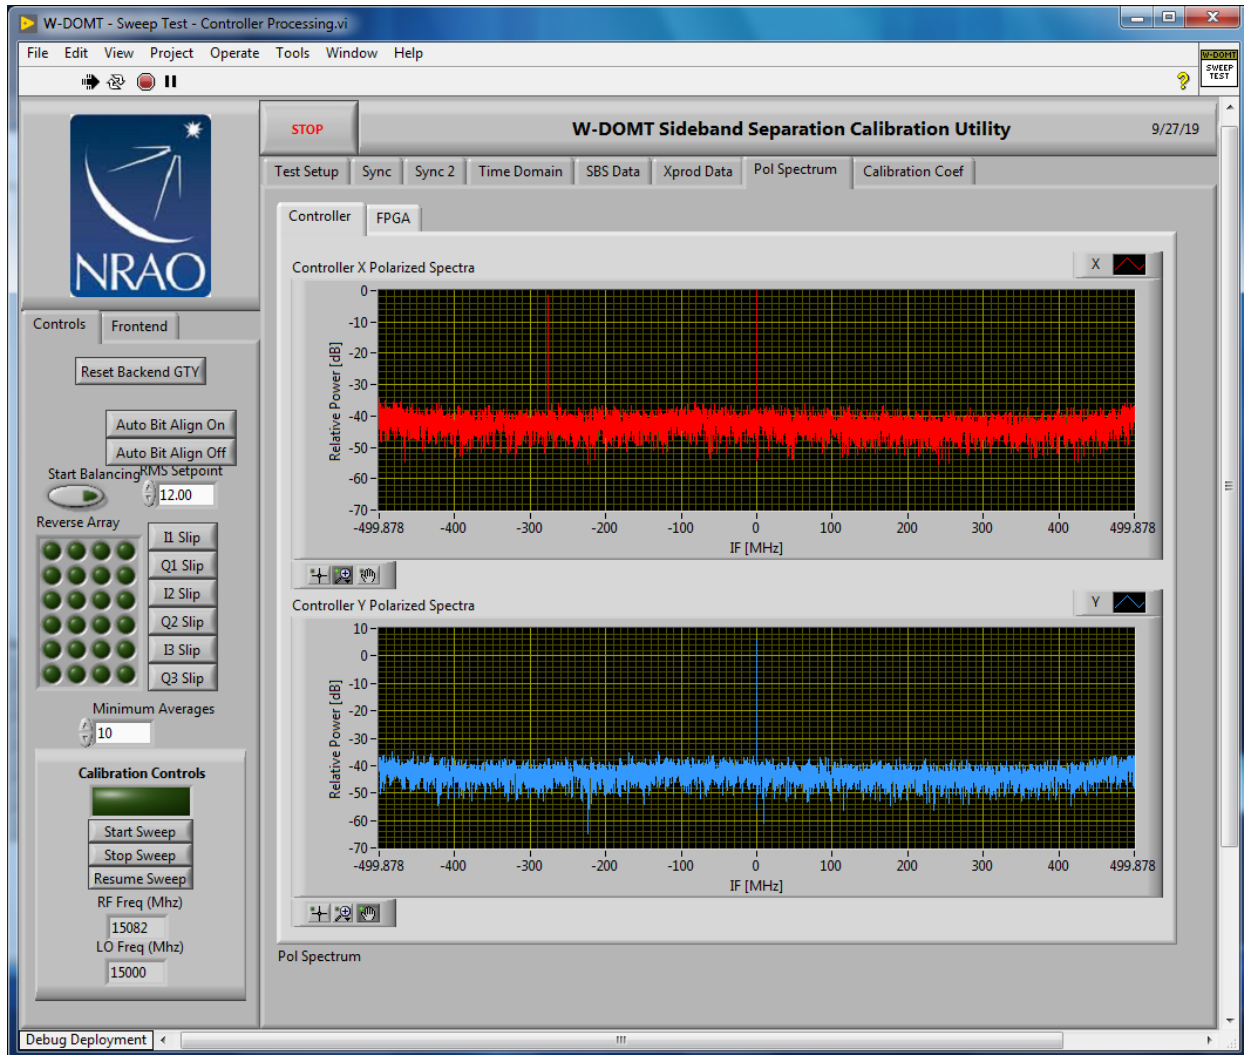 W-DOMT - Sweep Test - Controller Processing.vi
File Edit View Project Operate Tools Window Help
W-DOMT
SWEEP
TEST
NRAO
STOP
W-DOMT Sideband Separation Calibration Utility
9/27/19
Test Setup Sync Sync 2 Time Domain SBS Data Xprod Data Pol Spectrum Calibration Coef
Controller FPGA
Controls Frontend
Reset Backend GTY
Auto Bit Align On
Auto Bit Align Off
Start Balancing RMS Setpoint
12.00
Reverse Array
I1 Slip
Q1 Slip
I2 Slip
Q2 Slip
I3 Slip
Q3 Slip
Minimum Averages
10
Calibration Controls
Start Sweep
Stop Sweep
Resume Sweep
RF Freq (Mhz)
15082
LO Freq (Mhz)
15000
Controller X Polarized Spectra
X
Relative Power [dB]
0
-10
-20
-30
-40
-50
-60
-70
-499.878 -400 -300 -200 -100 0 100 200 300 400 499.878
IF [MHz]
Controller Y Polarized Spectra
Y
Relative Power [dB]
10
0
-10
-20
-30
-40
-50
-60
-70
-499.878 -400 -300 -200 -100 0 100 200 300 400 499.878
IF [MHz]
Pol Spectrum
Debug Deployment